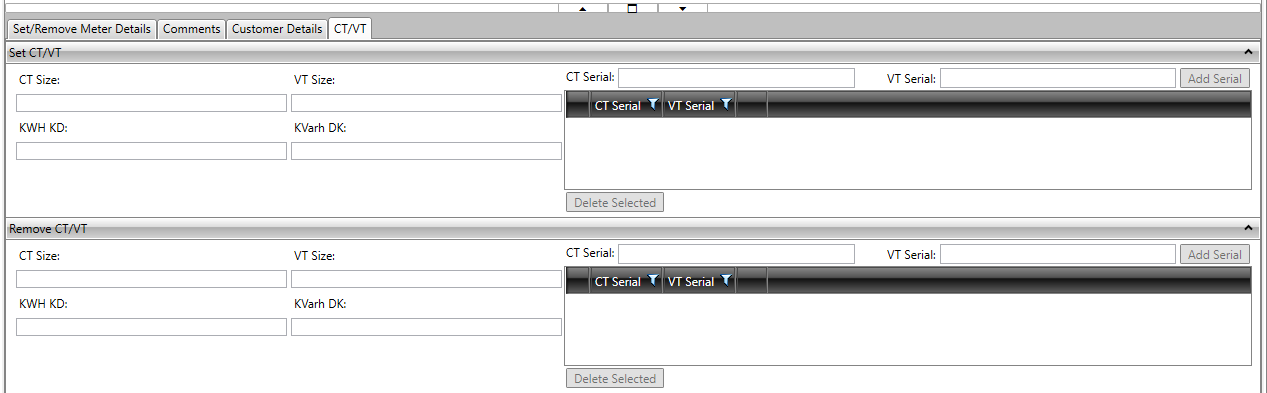 Set/Remove Meter Details Comments Customer Details CT/VT
Set CT/VT
CT Size: VT Size: CT Serial: VT Serial: Add Serial
CT Serial VT Serial
KWH KD: KVarh DK:
Delete Selected
Remove CT/VT
CT Size: VT Size: CT Serial: VT Serial: Add Serial
CT Serial VT Serial
KWH KD: KVarh DK:
Delete Selected